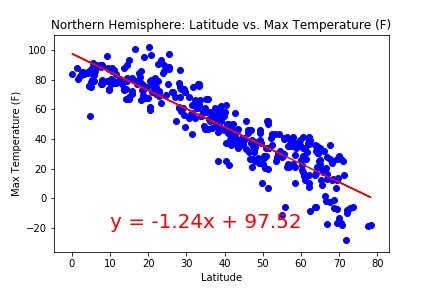 Northern Hemisphere: Latitude vs. Max Temperature (F)
Max Temperature (F)
100
80
60
40
20
0
−20
y = -1.24x + 97.52
0 10 20 30 40 50 60 70 80
Latitude